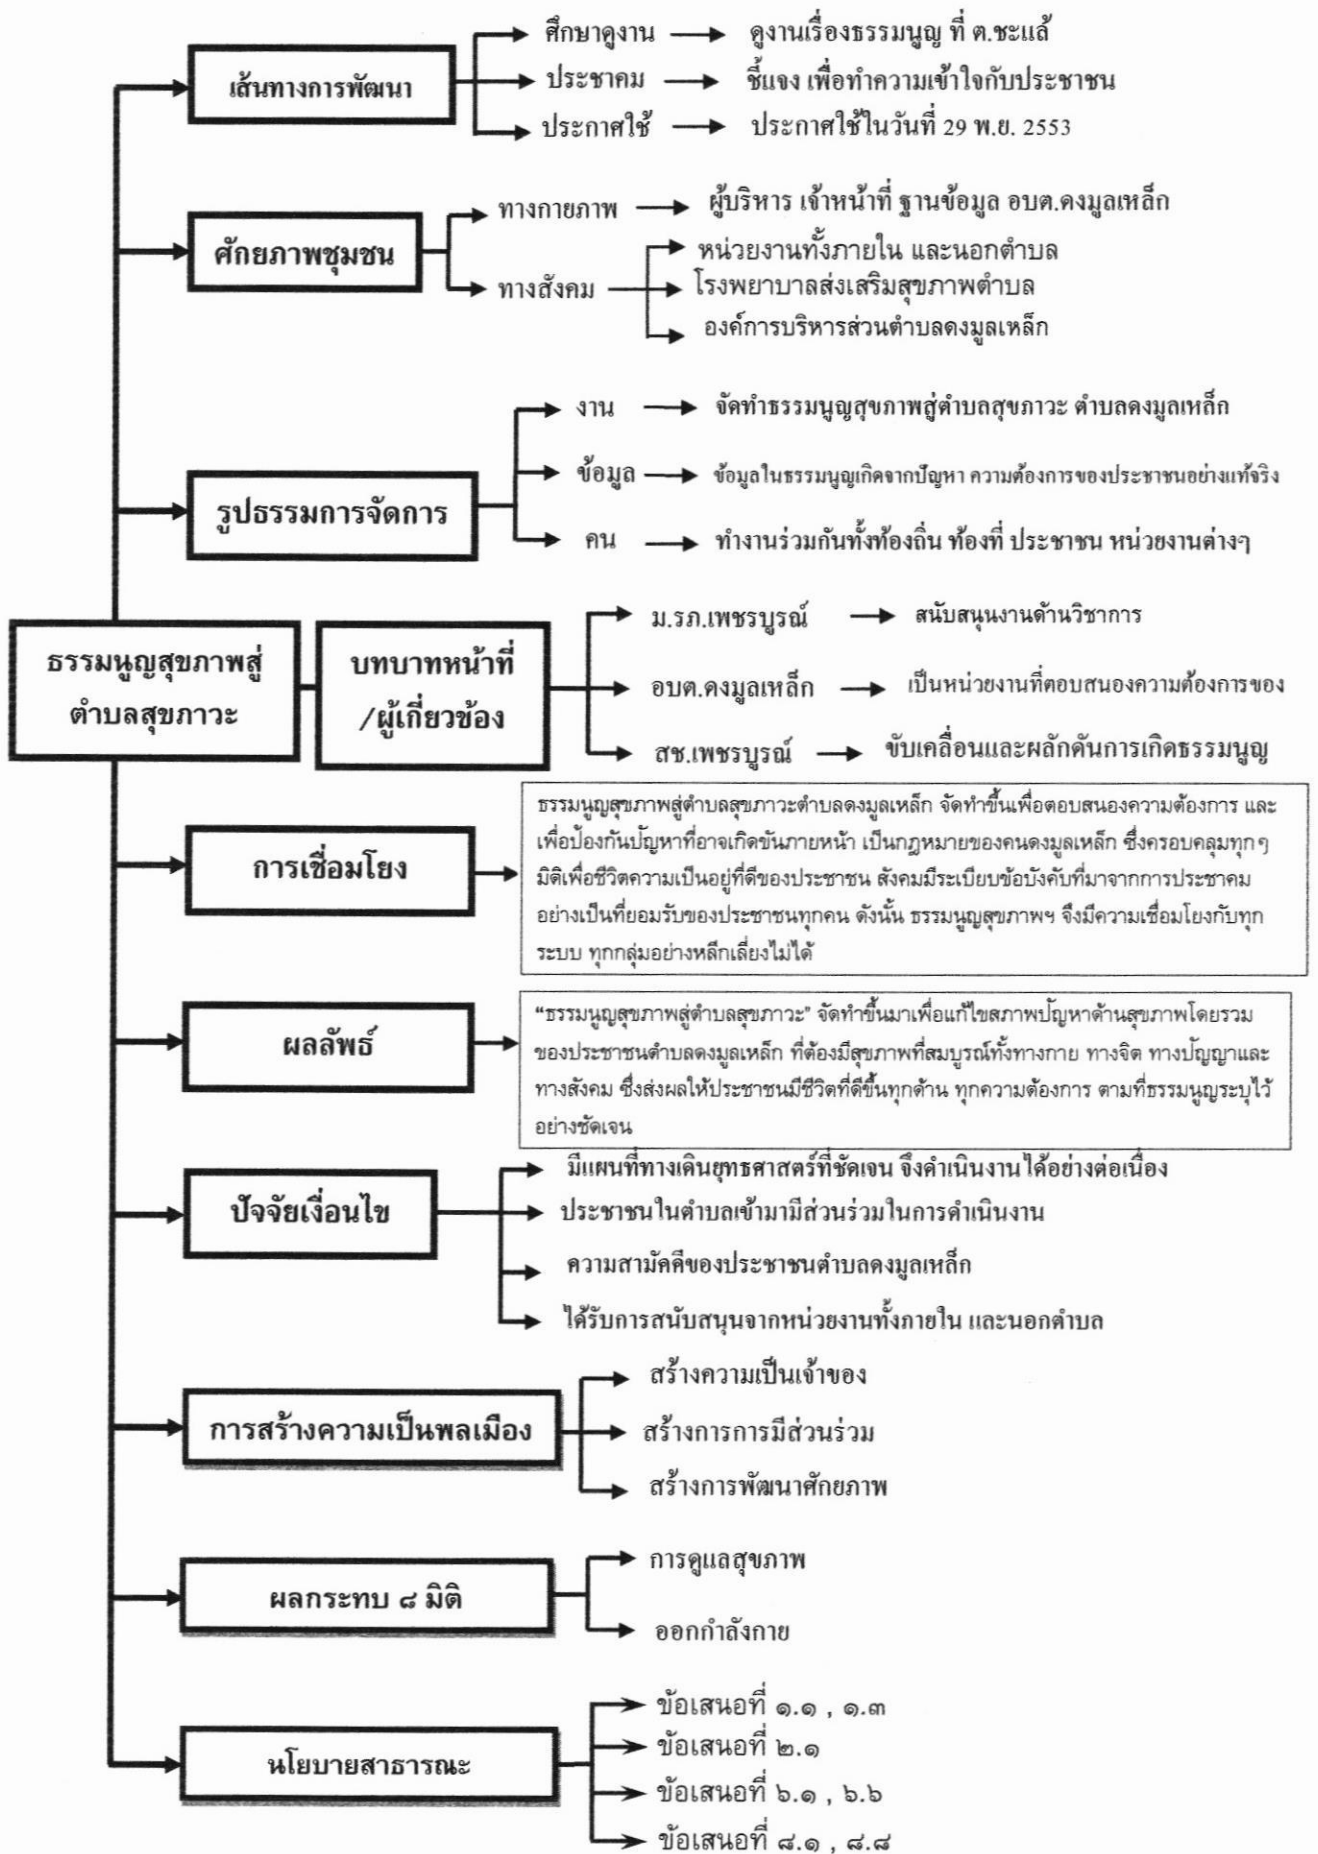 เส้นทางการพัฒนา
ศึกษาดูงาน
ดูงานเรื่องธรรมนูญ ที่ ต.ชะแล้
ประชาคม
ชี้แจง เพื่อทำความเข้าใจกับประชาชน
ประกาศใช้
ประกาศใช้ในวันที่ 29 พ.ย. 2553
ศักยภาพชุมชน
ทางกายภาพ
ผู้บริหาร เจ้าหน้าที่ ฐานข้อมูล อบต.ดงมูลเหล็ก
ทางสังคม
หน่วยงานทั้งภายใน และนอกตำบล
โรงพยาบาลส่งเสริมสุขภาพตำบล
องค์การบริหารส่วนตำบลดงมูลเหล็ก
รูปธรรมการจัดการ
งาน
จัดทำธรรมนูญสุขภาพสู่ตำบลสุขภาวะ ตำบลดงมูลเหล็ก
ข้อมูล
ข้อมูลในธรรมนูญเกิดจากปัญหา ความต้องการของประชาชนอย่างแท้จริง
คน
ทำงานร่วมกันทั้งท้องถิ่น ท้องที่ ประชาชน หน่วยงานต่างๆ
ธรรมนูญสุขภาพสู่
ตำบลสุขภาวะ
บทบาทหน้าที่
/ผู้เกี่ยวข้อง
ม.รภ.เพชรบูรณ์
สนับสนุนงานด้านวิชาการ
อบต.ดงมูลเหล็ก
เป็นหน่วยงานที่ตอบสนองความต้องการของ
สช.เพชรบูรณ์
ขับเคลื่อนและผลักดันการเกิดธรรมนูญ
การเชื่อมโยง
ธรรมนูญสุขภาพสู่ตำบลสุขภาวะตำบลดงมูลเหล็ก จัดทำขึ้นเพื่อตอบสนองความต้องการ และ
เพื่อป้องกันปัญหาที่อาจเกิดขันภายหน้า เป็นกฎหมายของคนดงมูลเหล็ก ซึ่งครอบคลุมทุกๆ
มิติเพื่อชีวิตความเป็นอยู่ที่ดีของประชาชน สังคมมีระเบียบข้อบังคับที่มาจากการประชาคม
อย่างเป็นที่ยอมรับของประชาชนทุกคน ดังนั้น ธรรมนูญสุขภาพฯ จึงมีความเชื่อมโยงกับทุก
ระบบ ทุกกลุ่มอย่างหลีกเลี่ยงไม่ได้
ผลลัพธ์
“ธรรมนูญสุขภาพสู่ตำบลสุขภาวะ” จัดทำขึ้นมาเพื่อแก้ไขสภาพปัญหาด้านสุขภาพโดยรวม
ของประชาชนตำบลดงมูลเหล็ก ที่ต้องมีสุขภาพที่สมบูรณ์ทั้งทางกาย ทางจิต ทางปัญญาและ
ทางสังคม ซึ่งส่งผลให้ประชาชนมีชีวิตที่ดีขึ้นทุกด้าน ทุกความต้องการ ตามที่ธรรมนูญระบุไว้
อย่างชัดเจน
ปัจจัยเงื่อนไข
มีแผนที่ทางเดินยุทธศาสตร์ที่ชัดเจน จึงดำเนินงานได้อย่างต่อเนื่อง
ประชาชนในตำบลเข้ามามีส่วนร่วมในการดำเนินงาน
ความสามัคคีของประชาชนตำบลดงมูลเหล็ก
ได้รับการสนับสนุนจากหน่วยงานทั้งภายใน และนอกตำบล
การสร้างความเป็นพลเมือง
สร้างความเป็นเจ้าของ
สร้างการการมีส่วนร่วม
สร้างการพัฒนาศักยภาพ
ผลกระทบ ๘ มิติ
การดูแลสุขภาพ
ออกกำลังกาย
นโยบายสาธารณะ
ข้อเสนอที่ ๑.๑ , ๑.๓
ข้อเสนอที่ ๒.๑
ข้อเสนอที่ ๖.๑ , ๖.๖
ข้อเสนอที่ ๘.๑ , ๘.๘